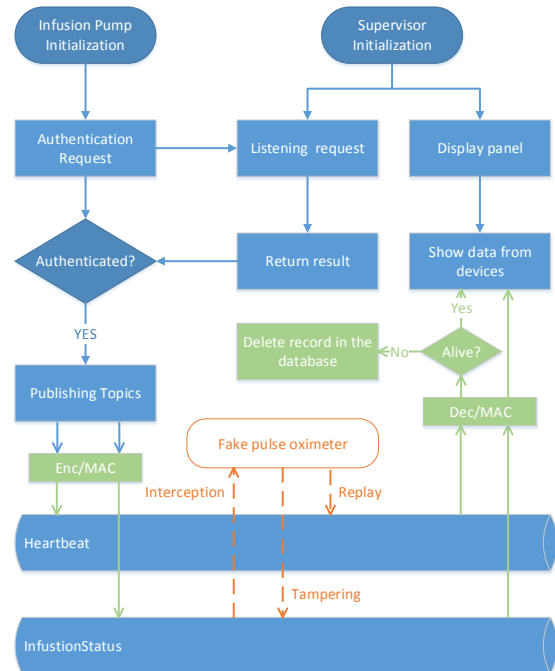 Infusion Pump
Initialization
Supervisor
Initialization
Authentication
Request
Listening request
Display panel
Authenticated?
Return result
Show data from
devices
YES
Yes
Delete record in the
database
No
Alive?
Publishing Topics
Dec/MAC
Fake pulse oximeter
Enc/MAC
Interception
Replay
Heartbeat
Tampering
InfustionStatus